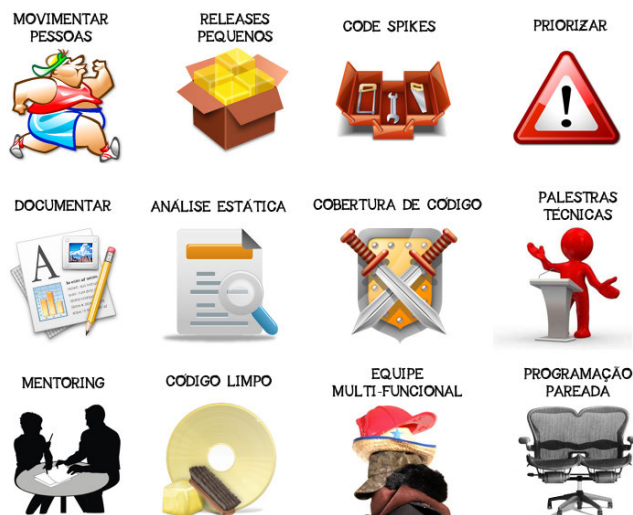 MOVIMENTAR
PESSOAS
RELEASES
PEQUENOS
CODE SPIKES
PRIORIZAR
DOCUMENTAR
ANÁLISE ESTÁTICA
COBERTURA DE CÓDIGO
PALESTRAS
TÉCNICAS
MENTORING
CÓDIGO LIMPO
EQUIPE
MULTI-FUNCIONAL
PROGRAMAÇÃO
PAREADA